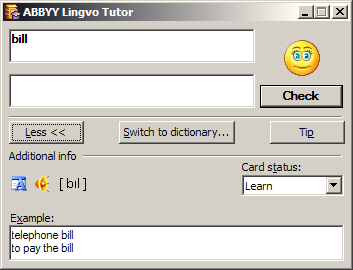 ABBYY Lingvo Tutor
bill
Check
Less <<
Switch to dictionary...
Tip
Additional info
[bıl]
Card status:
Learn
Example:
telephone bill
to pay the bill